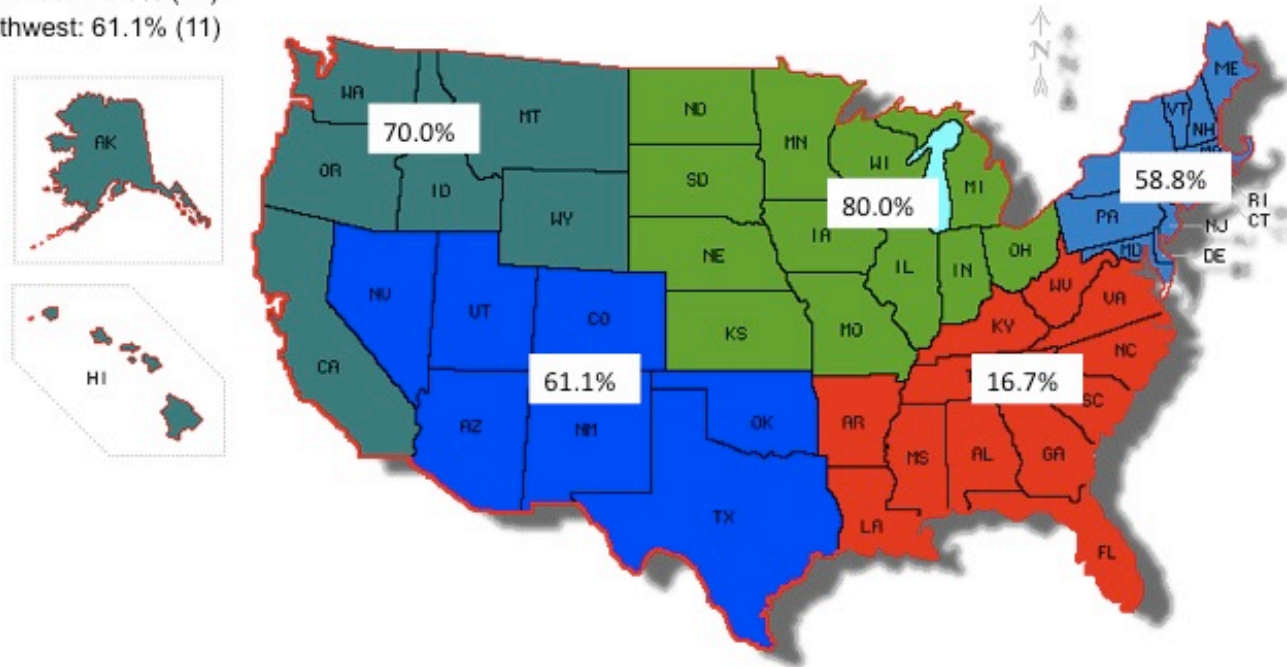 thwest: 61.1% (11)
AK
HI
WA
MT
OR
ID
WY
CA
NV
UT
CO
AZ
NM
OK
TX
ND
SD
NE
KS
MN
IA
MO
WI
IL
MI
IN
OH
AR
LA
MS
AL
GA
FL
SC
NC
KY
WV
VA
ME
VT
NH
PA
MD
RI
CT
NJ
DE
N
70.0%
80.0%
58.8%
61.1%
16.7%